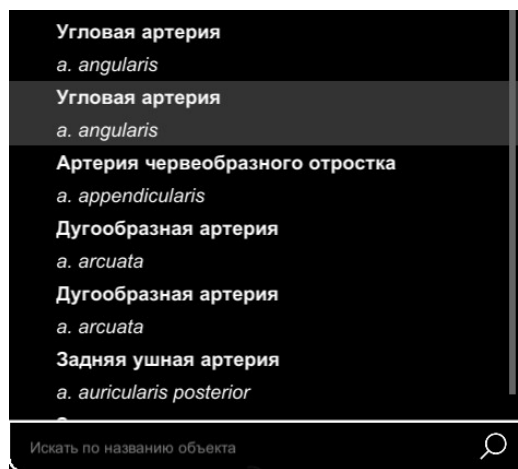 Угловая артерия
a. angularis
Угловая артерия
a. angularis
Артерия червеобразного отростка
a. appendicularis
Дугообразная артерия
a. arcuata
Дугообразная артерия
a. arcuata
Задняя ушная артерия
a. auricularis posterior
Искать по названию объекта